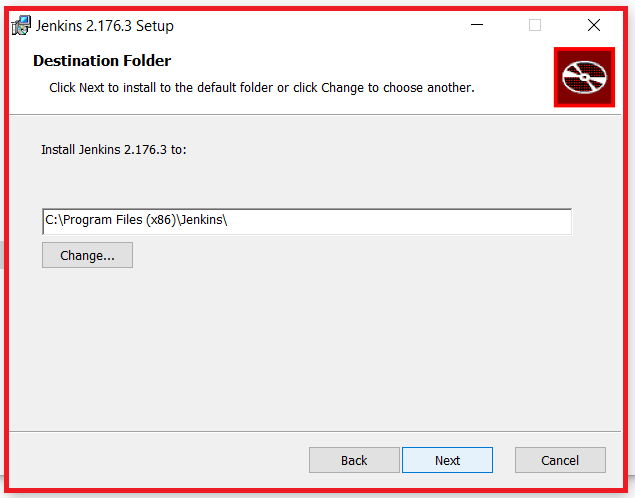 Jenkins 2.176.3 Setup
Destination Folder
Click Next to install to the default folder or click Change to choose another.
Install Jenkins 2.176.3 to:
C:\Program Files (x86)\Jenkins\
Change...
Back Next Cancel